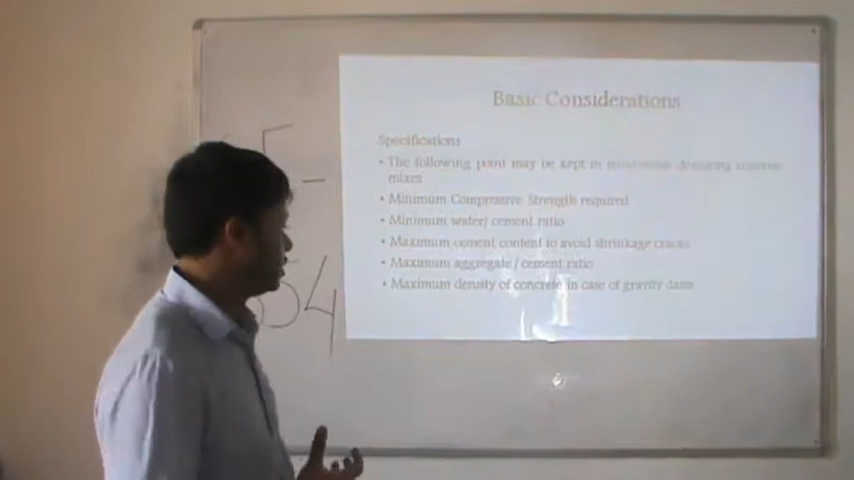 Basic Considerations
Specifications
• The following point may be kept in mind while designing concrete
mixes
• Minimum Compressive Strength required
• Minimum water/ cement ratio
• Maximum cement content to avoid shrinkage cracks
• Maximum aggregate / cement ratio
• Maximum density of concrete in case of gravity dam
54